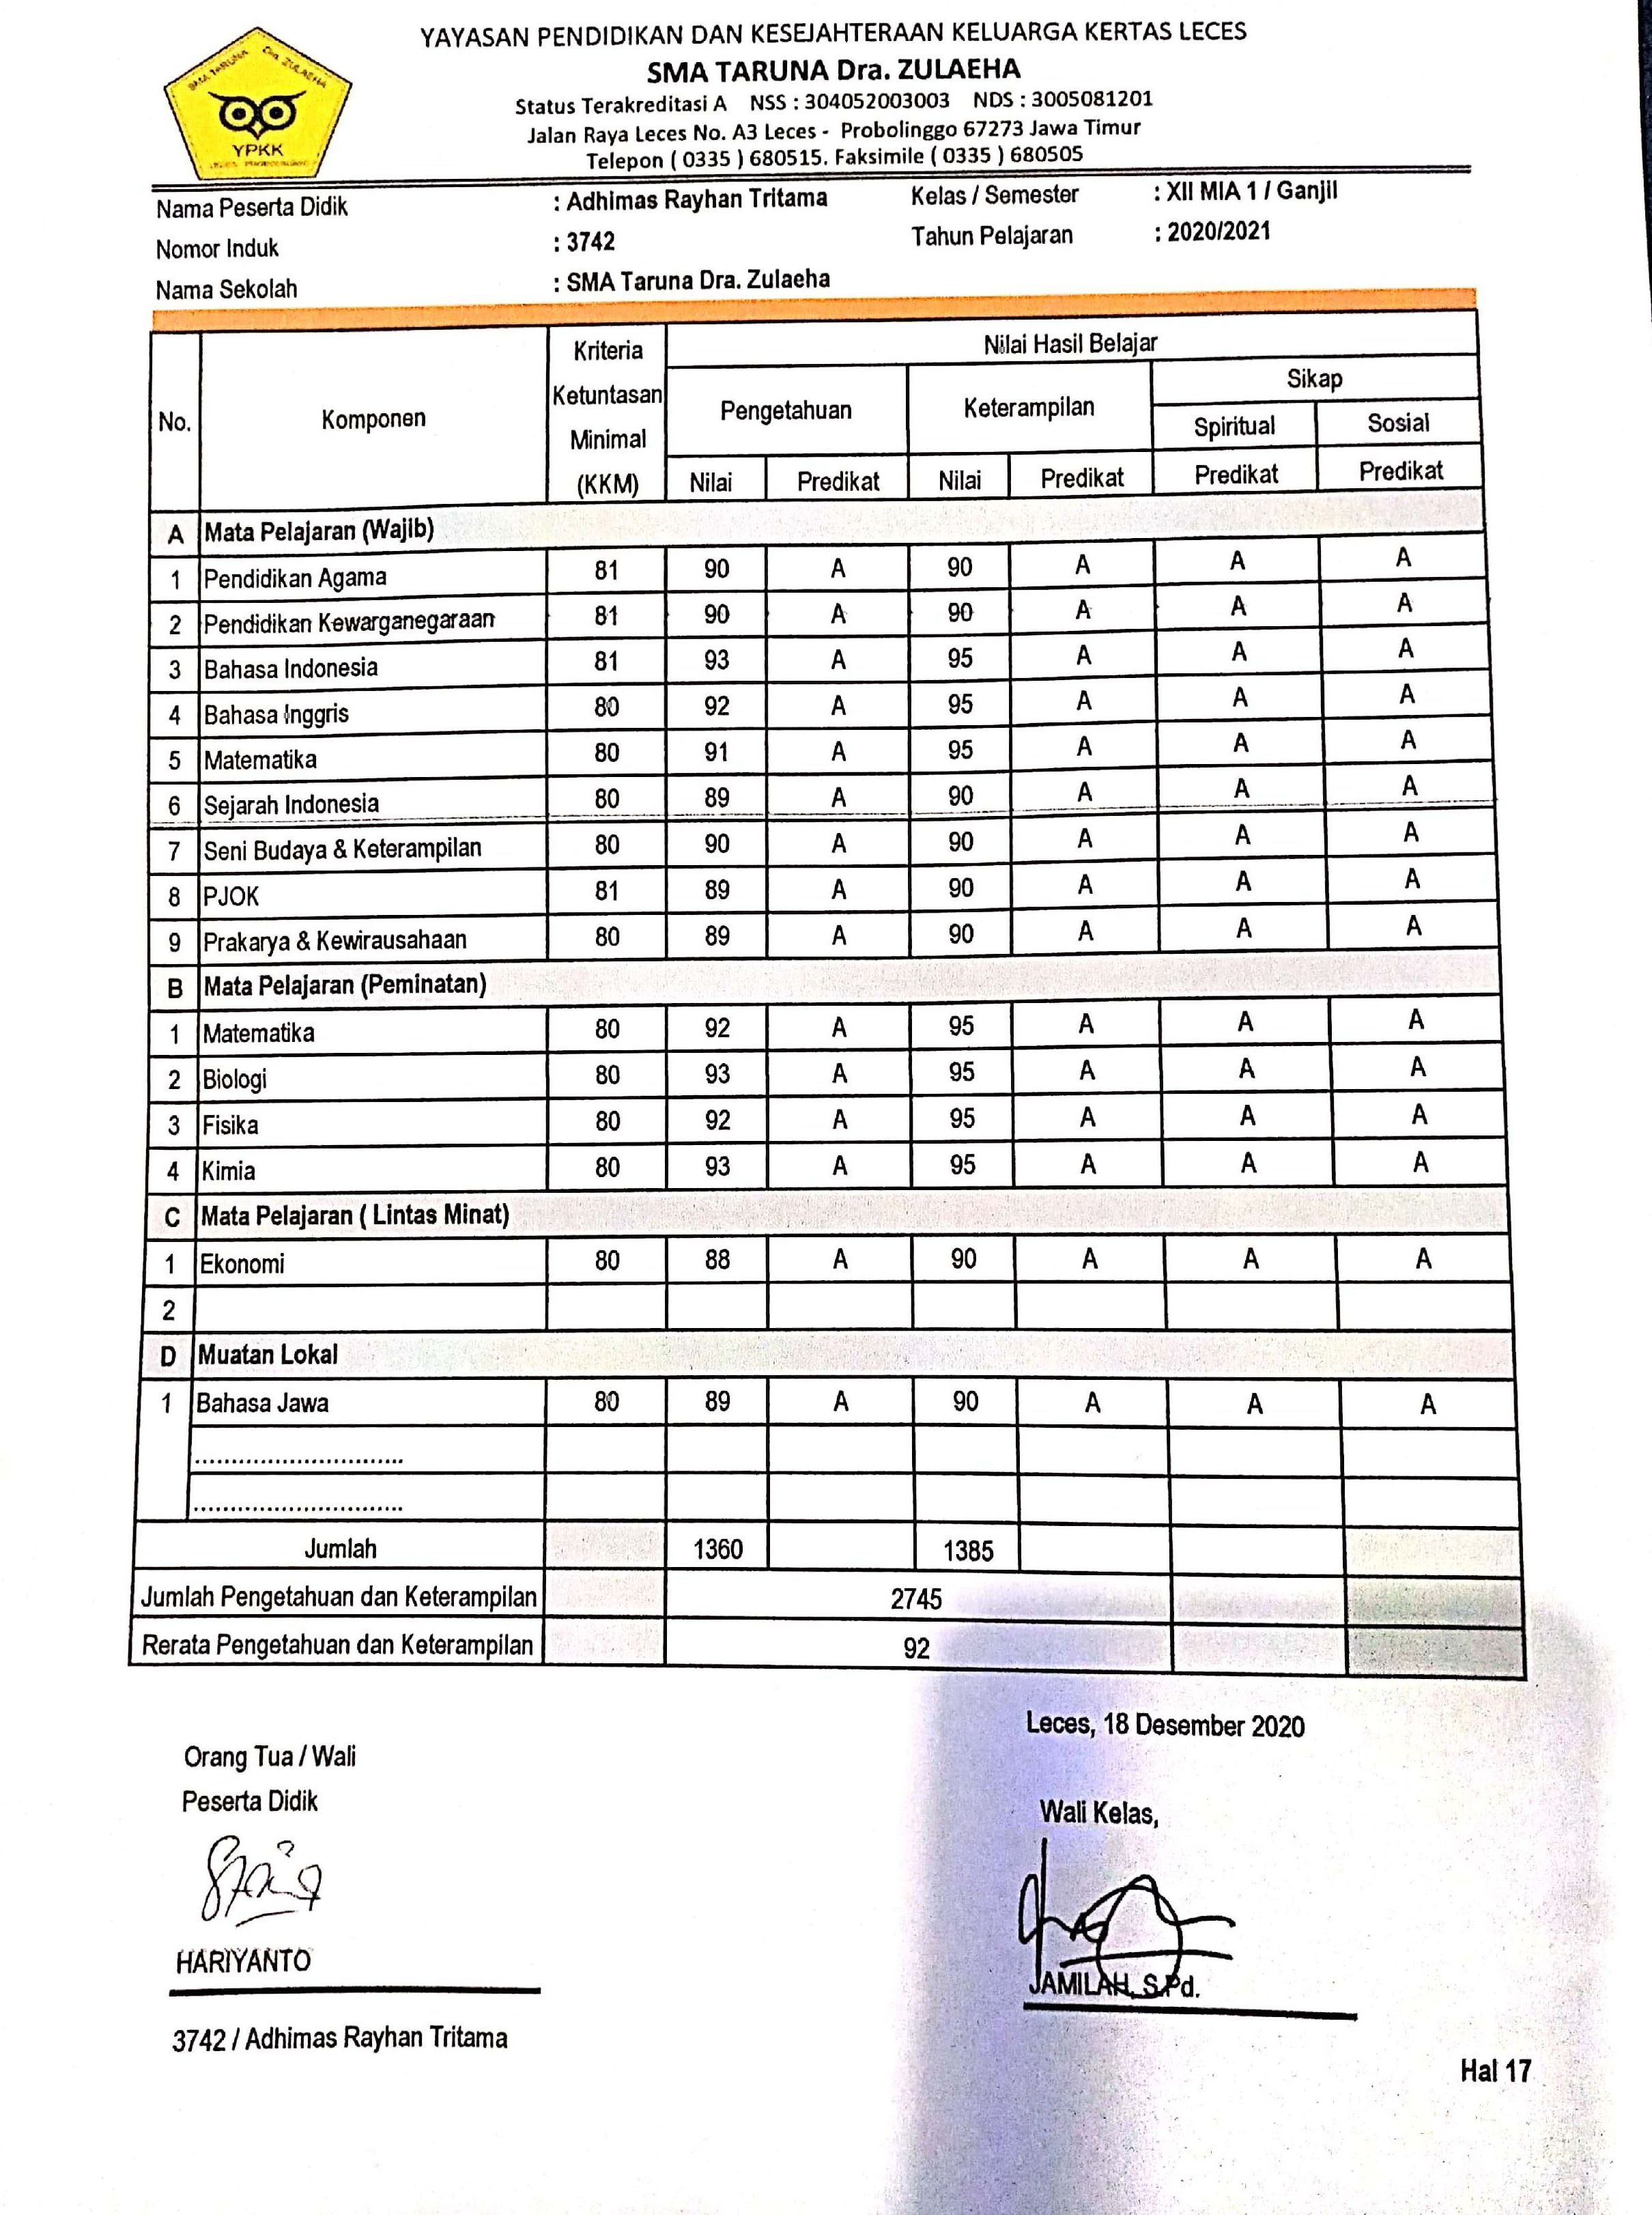 SMA TARUNA Dra. ZULAEHA
YPKK
YAYASAN PENDIDIKAN DAN KESEJAHTERAAN KELUARGA KERTAS LECES
SMA TARUNA Dra. ZULAEHA
Status Terakreditasi A NSS : 304052003003 NDS : 3005081201
Jalan Raya Leces No. A3 Leces - Probolinggo 67273 Jawa Timur
Telepon ( 0335 ) 680515. Faksimile ( 0335 ) 680505
Nama Peserta Didik : Adhimas Rayhan Tritama Kelas / Semester : XII MIA 1 / Ganjil
Nomor Induk : 3742 Tahun Pelajaran : 2020/2021
Nama Sekolah : SMA Taruna Dra. Zulaeha
No. Komponen Kriteria Ketuntasan Minimal (KKM) Nilai Hasil Belajar
Pengetahuan Keterampilan Sikap
Spiritual Sosial
Nilai Predikat Nilai Predikat Predikat Predikat
A Mata Pelajaran (Wajib)
1 Pendidikan Agama 81 90 A 90 A A A
2 Pendidikan Kewarganegaraan 81 90 A 90 A A A
3 Bahasa Indonesia 81 93 A 95 A A A
4 Bahasa Inggris 80 92 A 95 A A A
5 Matematika 80 91 A 95 A A A
6 Sejarah Indonesia 80 89 A 90 A A A
7 Seni Budaya & Keterampilan 80 90 A 90 A A A
8 PJOK 81 89 A 90 A A A
9 Prakarya & Kewirausahaan 80 89 A 90 A A A
B Mata Pelajaran (Peminatan)
1 Matematika 80 92 A 95 A A A
2 Biologi 80 93 A 95 A A A
3 Fisika 80 92 A 95 A A A
4 Kimia 80 93 A 95 A A A
C Mata Pelajaran ( Lintas Minat)
1 Ekonomi 80 88 A 90 A A A
2
D Muatan Lokal
1 Bahasa Jawa 80 89 A 90 A A A
..............................
..............................
Jumlah 1360 1385
Jumlah Pengetahuan dan Keterampilan 2745
Rerata Pengetahuan dan Keterampilan 92
Leces, 18 Desember 2020
Orang Tua / Wali
Peserta Didik
Wali Kelas,
HARIYANTO
JAMILAH, S.Pd.
3742 / Adhimas Rayhan Tritama
Hal 17